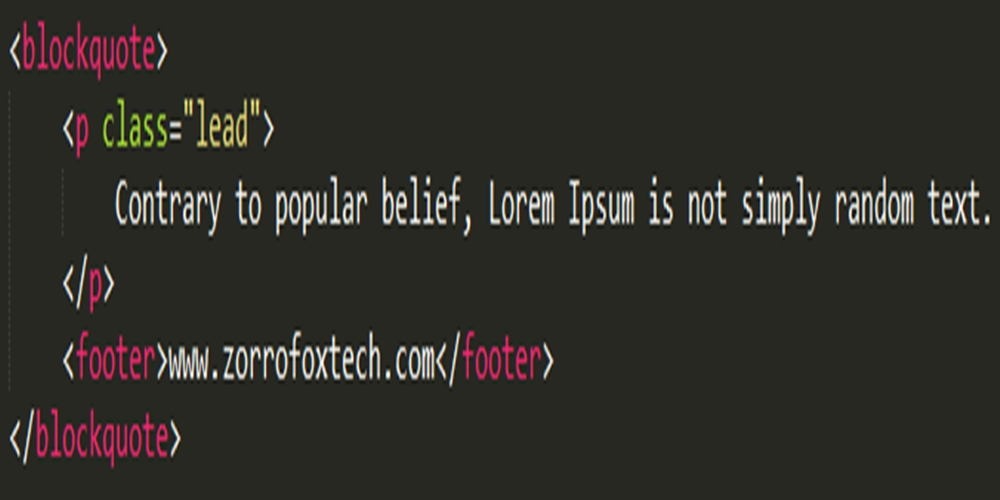 <blockquote>
<p class="lead">
Contrary to popular belief, Lorem Ipsum is not simply random text.
</p>
<footer>www.zorrofoxtech.com</footer>
</blockquote>